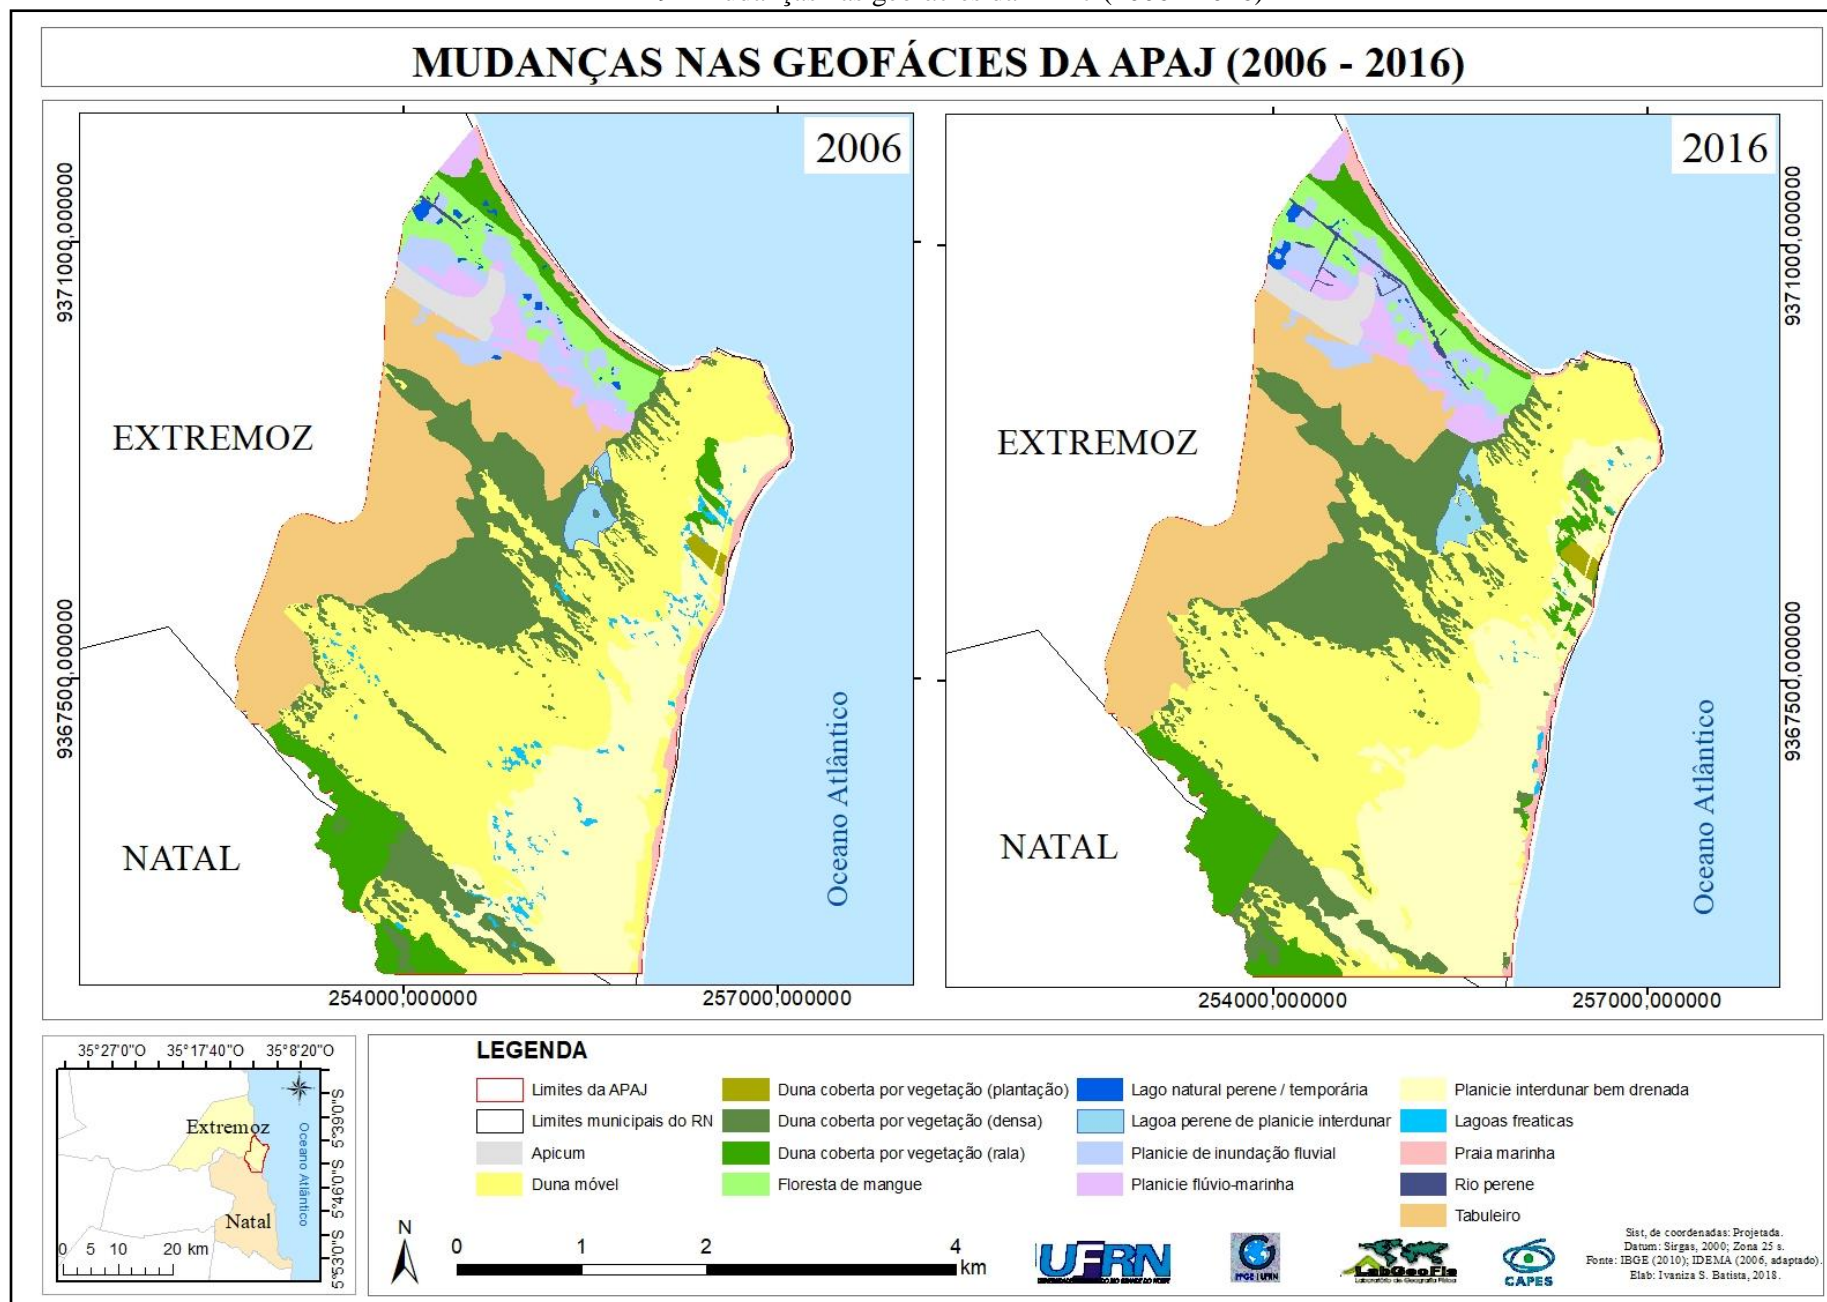 MUDANÇAS NAS GEOFÁCIES DA APAJ (2006 - 2016)
2006
2016
9371000,000000
9367500,000000
EXTREMOZ
NATAL
Oceano Atlântico
254000,000000
257000,000000
EXTREMOZ
NATAL
Oceano Atlântico
9371000,000000
9367500,000000
254000,000000
257000,000000
35°27'0"O
35°17'40"O
35°8'20"O
5°39'0"S
5°46'0"S
5°53'0"S
Extremoz
Natal
Oceano Atlântico
0 5 10 20 km
LEGENDA
Limites da APAJ
Limites municipais do RN
Apicum
Duna móvel
Duna coberta por vegetação (plantação)
Duna coberta por vegetação (densa)
Duna coberta por vegetação (rala)
Floresta de mangue
Lago natural perene / temporária
Lagoa perene de planicie interdunar
Planicie de inundação fluvial
Planicie flúvio-marinha
Planicie interdunar bem drenada
Lagoas freaticas
Praia marinha
Rio perene
Tabuleiro
N
0 1 2 4
km
UFRN
PPGE | UFRN
LabGeoFis
Laboratório de Geografia Física
CAPES
Sist, de coordenadas: Projetada.
Datum: Sirgas, 2000; Zona 25 s.
Fonte: IBGE (2010); IDEMA (2006, adaptado).
Elab: Ivaniza S. Batista, 2018.